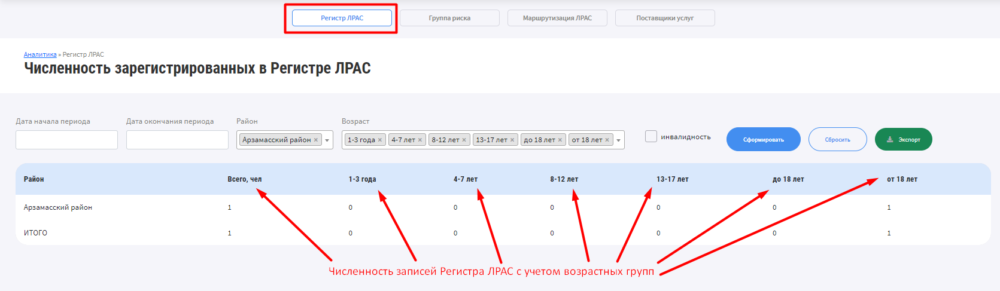 Регистр ЛРАС Группа риска Маршрутизация ЛРАС Поставщики услуг
Аналитика » Регистр ЛРАС
Численность зарегистрированных в Регистре ЛРАС
Дата начала периода Дата окончания периода Район Возраст
Арзамасский район × 1-3 года × 4-7 лет × 8-12 лет × 13-17 лет × до 18 лет × от 18 лет × инвалидность Сформировать Сбросить Экспорт
Район Всего, чел 1-3 года 4-7 лет 8-12 лет 13-17 лет до 18 лет от 18 лет
Арзамасский район 1 0 0 0 0 0 1
ИТОГО 1 0 0 0 0 0 1
Численность записей Регистра ЛРАС с учетом возрастных групп